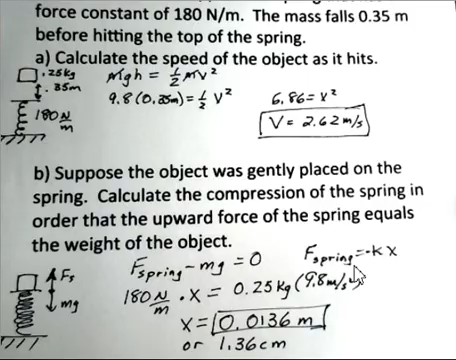 force constant of 180 N/m. The mass falls 0.35 m
before hitting the top of the spring.
a) Calculate the speed of the object as it hits.
.25kg
.35m
180 N/m
mgh = 1/2 mv²
9.8(0.35m) = 1/2 v²
6.86 = v²
V = 2.62 m/s
b) Suppose the object was gently placed on the
spring. Calculate the compression of the spring in
order that the upward force of the spring equals
the weight of the object.
Fs
mg
Fspring - mg = 0
Fspring = -kx
180 N/m · x = 0.25 kg (9.8 m/s²)
x = 0.0136 m
or 1.36cm